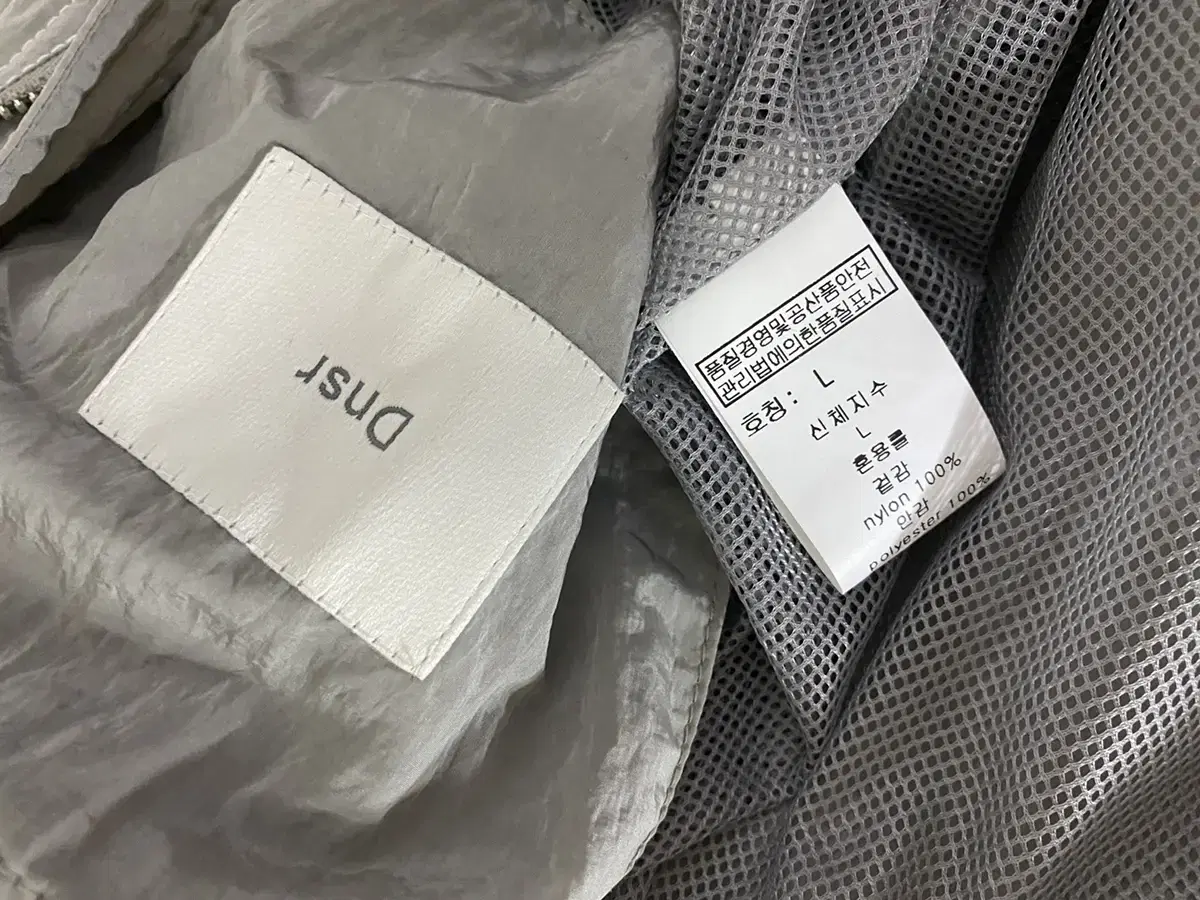 Dnsr
품질경영및공산품안전
관리법에의한품질표시
호칭: L
신체지수
L
혼용률
겉감
nylon 100%
안감
polyester 100%